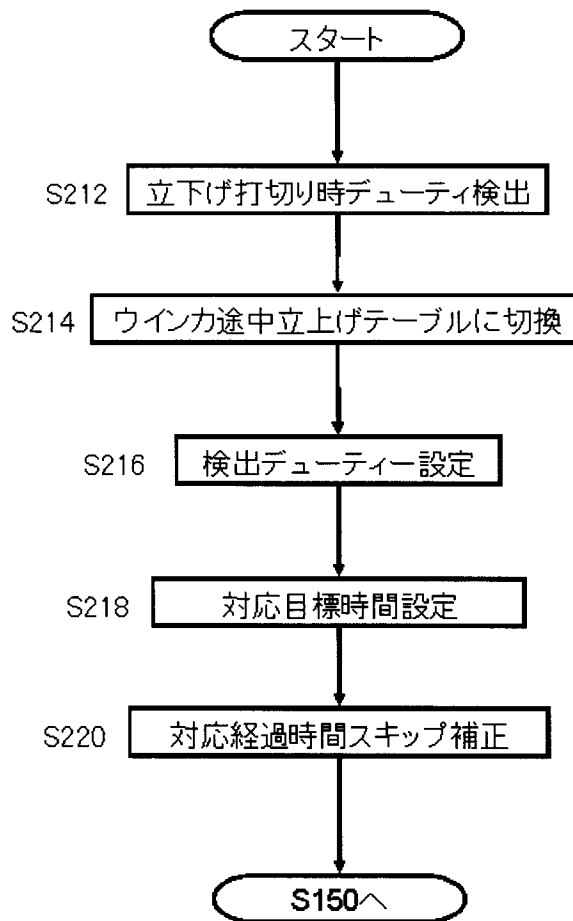 スタート
S212 立下げ打切り時デューティ検出
S214 ウインカ途中立上げテーブルに切換
S216 検出デューティー設定
S218 対応目標時間設定
S220 対応経過時間スキップ補正
S150へ